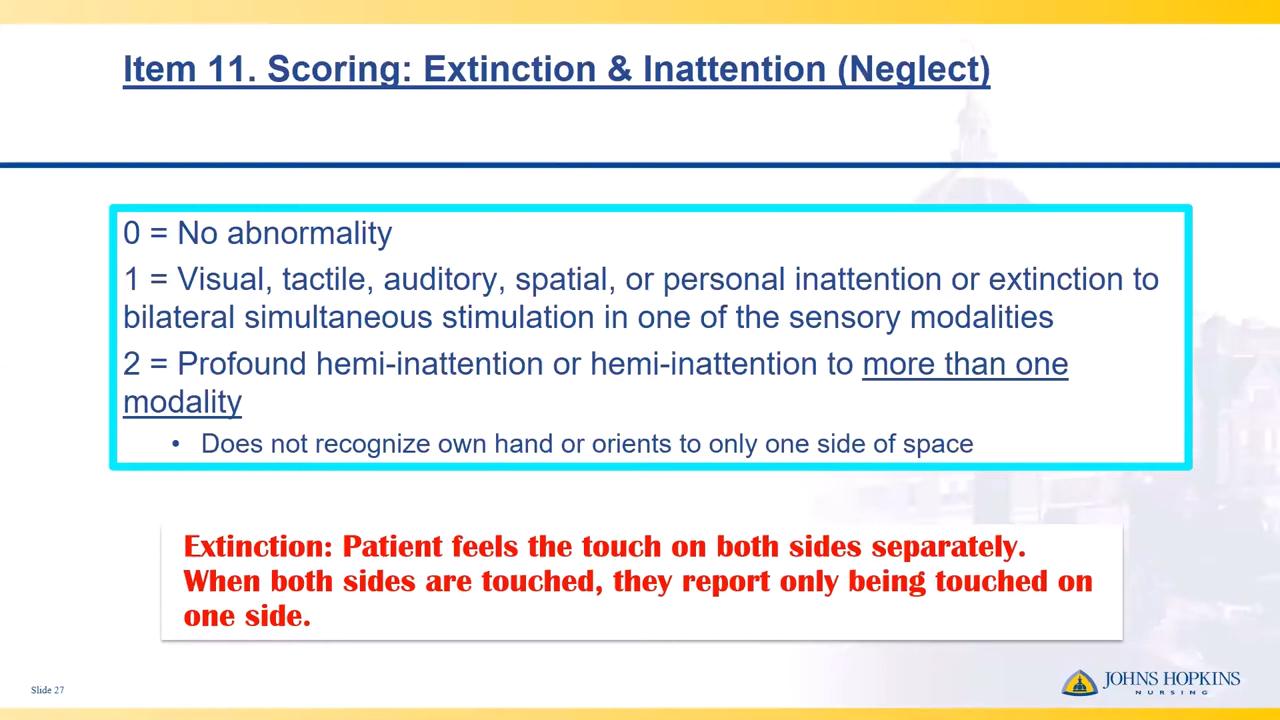 Item 11. Scoring: Extinction & Inattention (Neglect)
0 = No abnormality
1 = Visual, tactile, auditory, spatial, or personal inattention or extinction to
bilateral simultaneous stimulation in one of the sensory modalities
2 = Profound hemi-inattention or hemi-inattention to more than one
modality
• Does not recognize own hand or orients to only one side of space
Extinction: Patient feels the touch on both sides separately.
When both sides are touched, they report only being touched on
one side.
Slide 27
JOHNS HOPKINS
NURSING